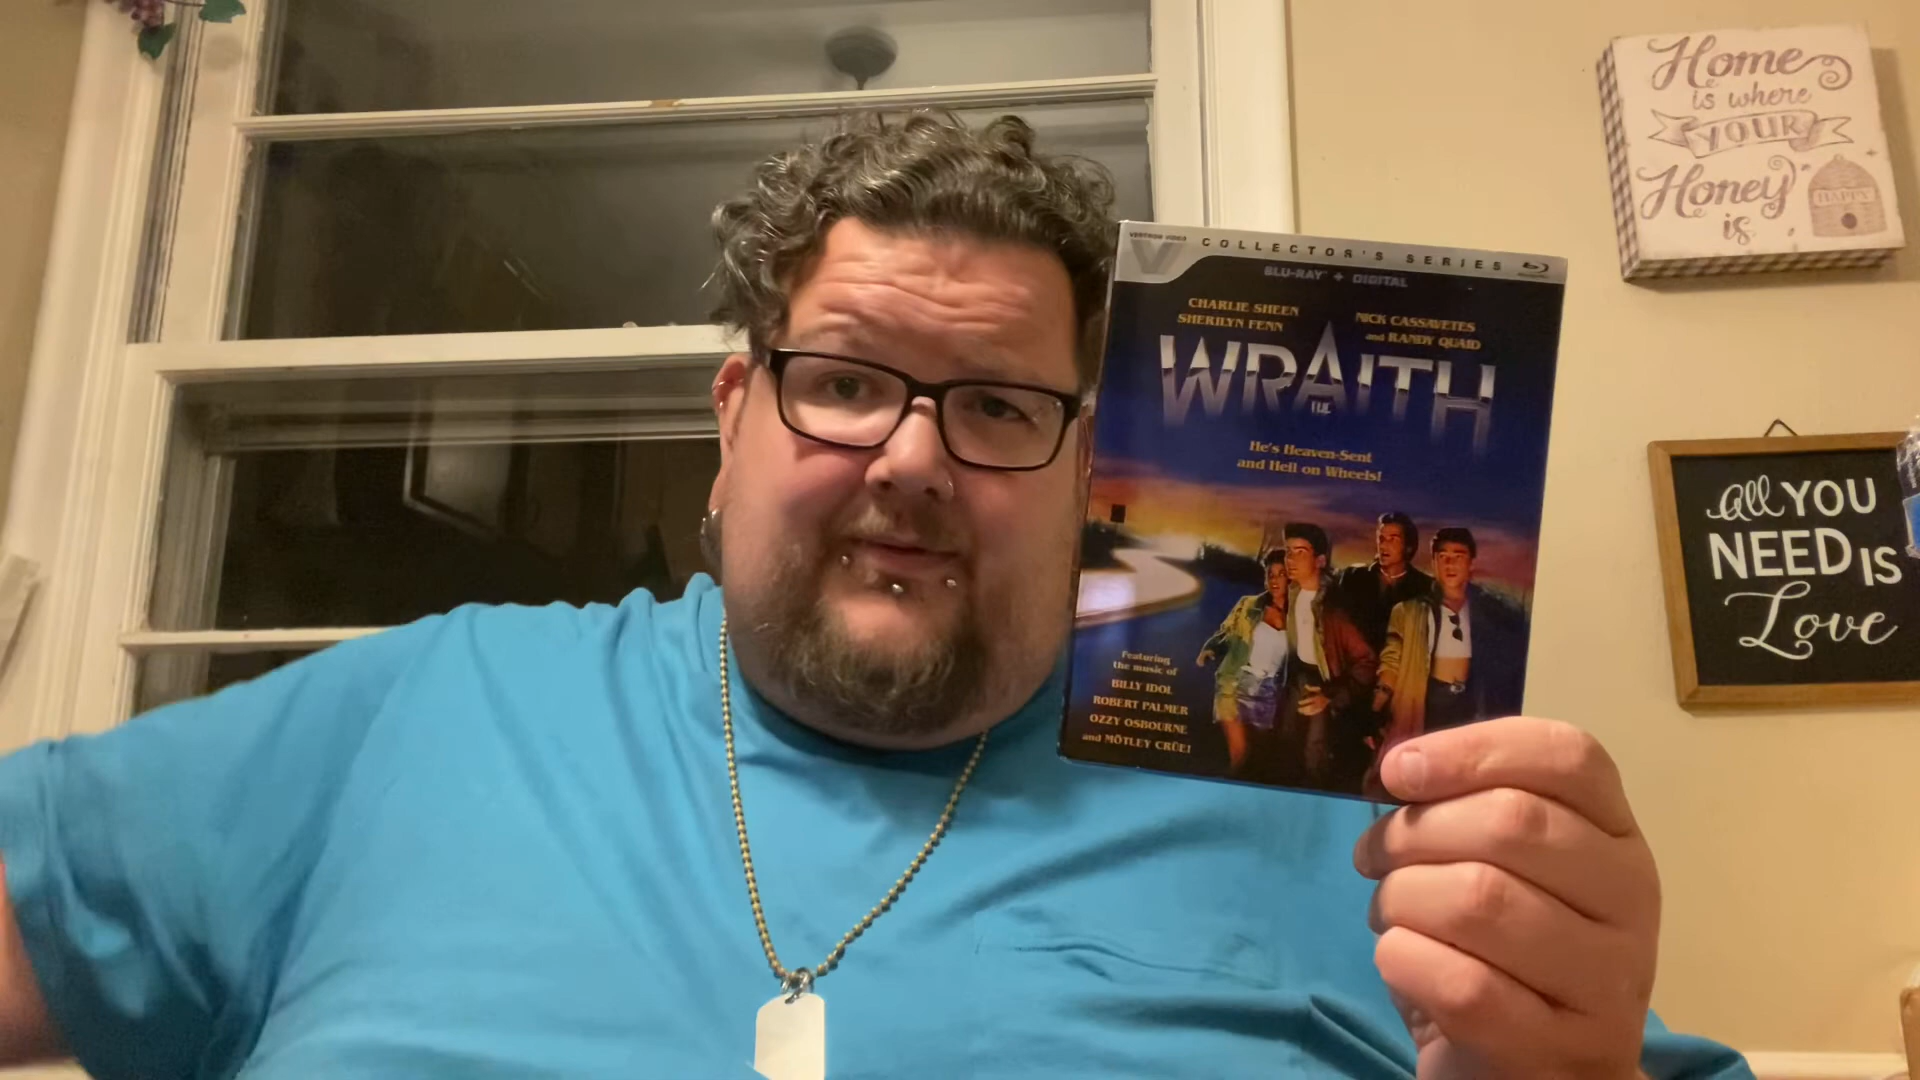 VESTRON VIDEO
COLLECTOR'S SERIES
BLU-RAY + DIGITAL
CHARLIE SHEEN
SHERILYN FENN
NICK CASSAVETES
and RANDY QUAID
THE
WRAITH
He's Heaven-Sent
and Hell on Wheels!
Featuring
the music of
BILLY IDOL
ROBERT PALMER
OZZY OSBOURNE
and MÖTLEY CRÜE!
Home
is where
YOUR
Honey
is.
HAPPY
All YOU
NEED IS
Love